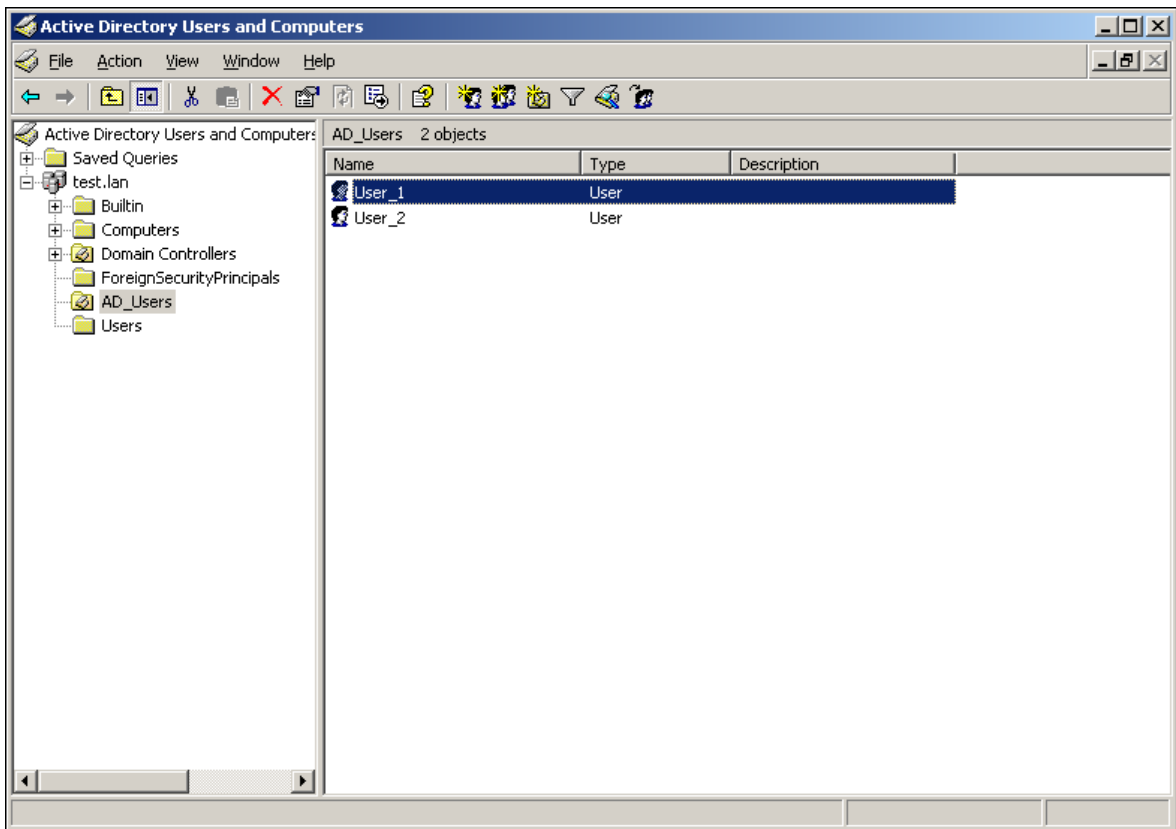 Active Directory Users and Computers
File Action View Window Help
Active Directory Users and Computers
AD_Users 2 objects
Saved Queries
Name Type Description
test.lan
User_1 User
Builtin
User_2 User
Computers
Domain Controllers
ForeignSecurityPrincipals
AD_Users
Users